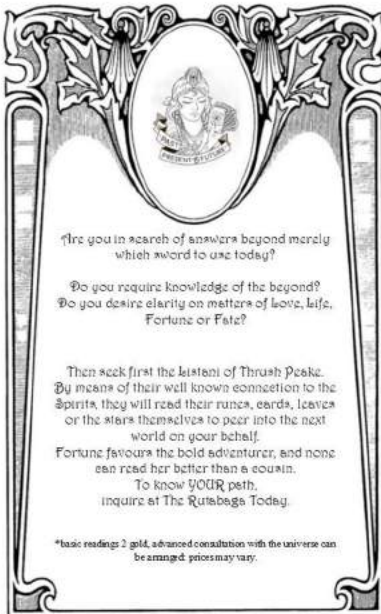 PAST
PRESENT & FUTURE
Are you in search of answers beyond merely
which sword to use today?
Do you require knowledge of the beyond?
Do you desire clarity on matters of Love, Life,
Fortune or Fate?
Then seek first the Listani of Thrush Peake.
By means of their well known connection to the
Spirits, they will read their runes, cards, leaves
or the stars themselves to peer into the next
world on your behalf.
Fortune favours the bold adventurer, and none
can read her better than a cousin.
To know YOUR path,
inquire at The Rutabaga Today.
*basic readings 2 gold, advanced consultation with the universe can
be arranged: prices may vary.